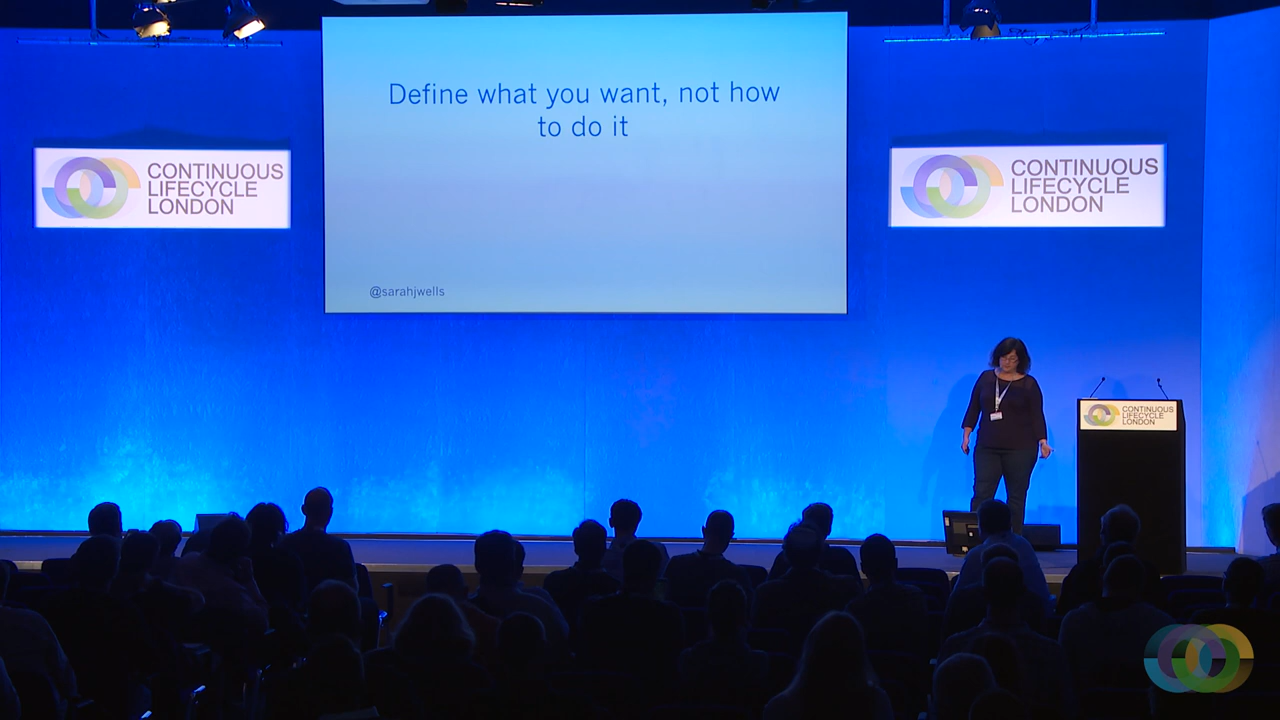 Define what you want, not how
to do it
@sarahjwells
CONTINUOUS
LIFECYCLE
LONDON
CONTINUOUS
LIFECYCLE
LONDON
CONTINUOUS
LIFECYCLE
LONDON